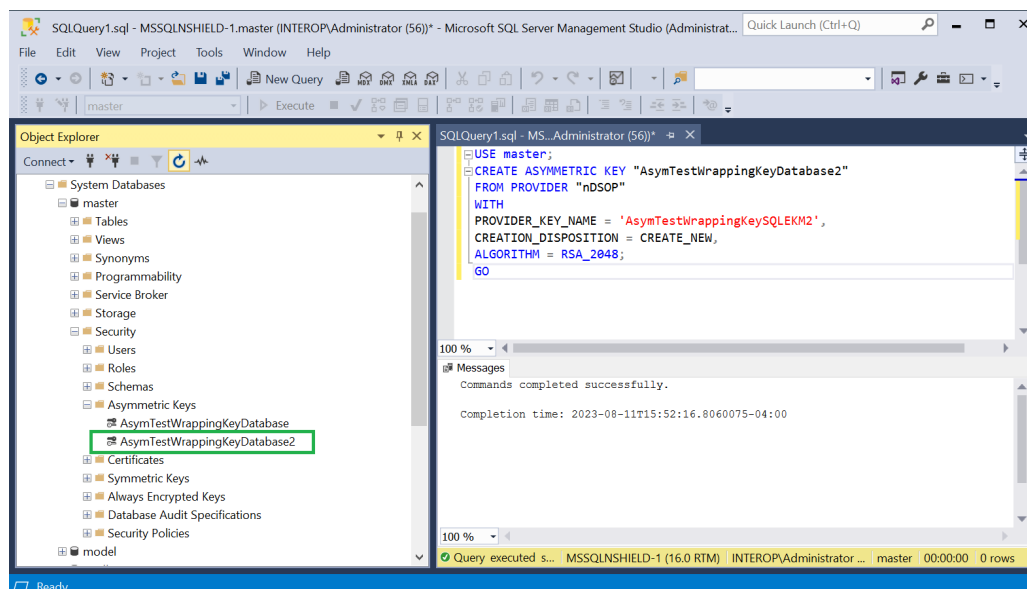 SQLQuery1.sql - MSSQLNSHIELD-1.master (INTEROP\Administrator (56))* - Microsoft SQL Server Management Studio (Administrat...
Quick Launch (Ctrl+Q)
File Edit View Project Tools Window Help
New Query MDX DMX XMLA DAX
master Execute
Object Explorer
Connect
System Databases
master
Tables
Views
Synonyms
Programmability
Service Broker
Storage
Security
Users
Roles
Schemas
Asymmetric Keys
AsymTestWrappingKeyDatabase
AsymTestWrappingKeyDatabase2
Certificates
Symmetric Keys
Always Encrypted Keys
Database Audit Specifications
Security Policies
model
SQLQuery1.sql - MS...Administrator (56))*
USE master;
CREATE ASYMMETRIC KEY "AsymTestWrappingKeyDatabase2"
FROM PROVIDER "nDSOP"
WITH
PROVIDER_KEY_NAME = 'AsymTestWrappingKeySQLEKM2',
CREATION_DISPOSITION = CREATE_NEW,
ALGORITHM = RSA_2048;
GO
100 %
Messages
Commands completed successfully.
Completion time: 2023-08-11T15:52:16.8060075-04:00
100 %
Query executed s... MSSQLNSHIELD-1 (16.0 RTM) INTEROP\Administrator ... master 00:00:00 0 rows
Ready